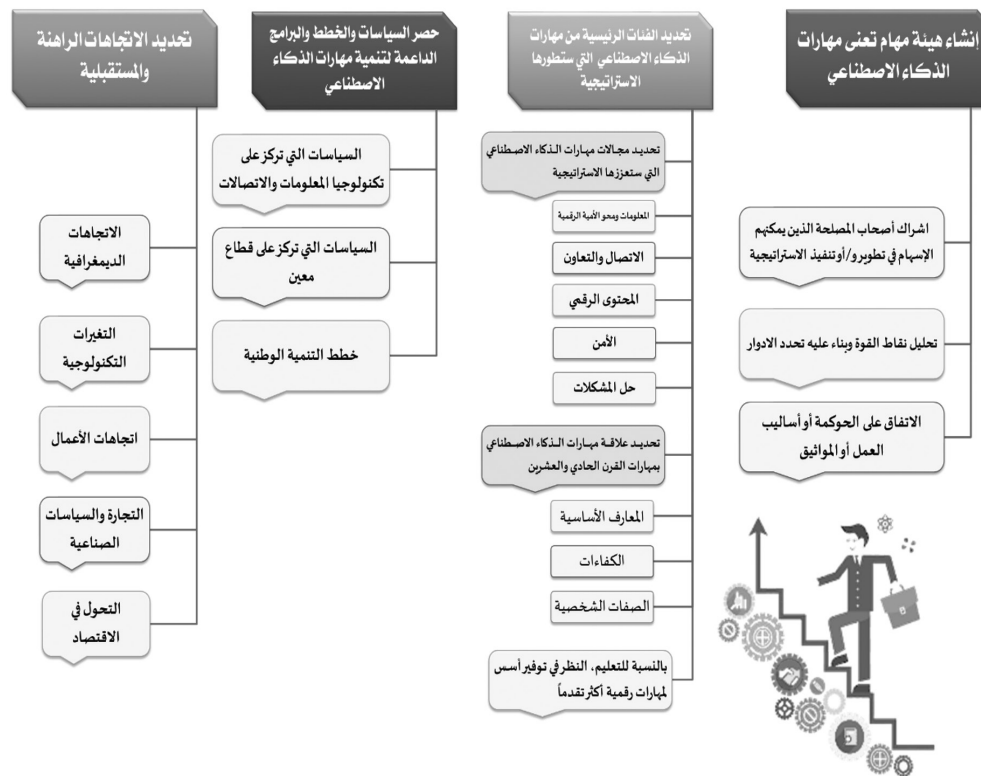 إنشاء هيئة مهام تعنى مهارات
الذكاء الاصطناعي
اشراك أصحاب المصلحة الذين يمكنهم
الإسهام في تطوير و/أو تنفيذ الاستراتيجية
تحليل نقاط القوة وبناء عليه تحدد الادوار
الاتفاق على الحوكمة أو أساليب
العمل أو المواثيق
تحديد الفئات الرئيسية من مهارات
الذكاء الاصطناعي التي ستطورها
الاستراتيجية
تحديد مجالات مهارات الذكاء الاصطناعي
التي ستعززها الاستراتيجية
المعلومات ومحو الأمية الرقمية
الاتصال والتعاون
المحتوى الرقمي
الأمن
حل المشكلات
تحديد علاقة مهارات الذكاء الاصطناعي
بمهارات القرن الحادي والعشرين
المعارف الأساسية
الكفاءات
الصفات الشخصية
بالنسبة للتعليم، النظر في توفير أسس
لمهارات رقمية أكثر تقدماً
حصر السياسات والخطط والبرامج
الداعمة لتنمية مهارات الذكاء
الاصطناعي
السياسات التي تركز على
تكنولوجيا المعلومات والاتصالات
السياسات التي تركز على قطاع
معين
خطط التنمية الوطنية
تحديد الاتجاهات الراهنة
والمستقبلية
الاتجاهات
الديمغرافية
التغيرات
التكنولوجية
اتجاهات الأعمال
التجارة والسياسات
الصناعية
التحول في
الاقتصاد